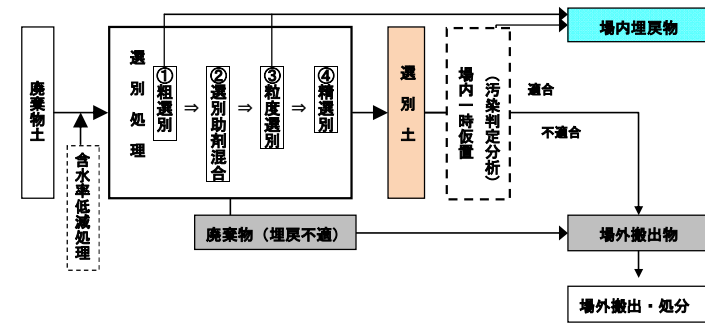 廃棄物土
含水率低減処理
選別処理
①粗選別
⇒
②選別助剤混合
⇒
③粒度選別
⇒
④精選別
選別土
場内一時仮置
（汚染判定分析）
適合
不適合
場内埋戻物
廃棄物（埋戻不適）
場外搬出物
場外搬出・処分